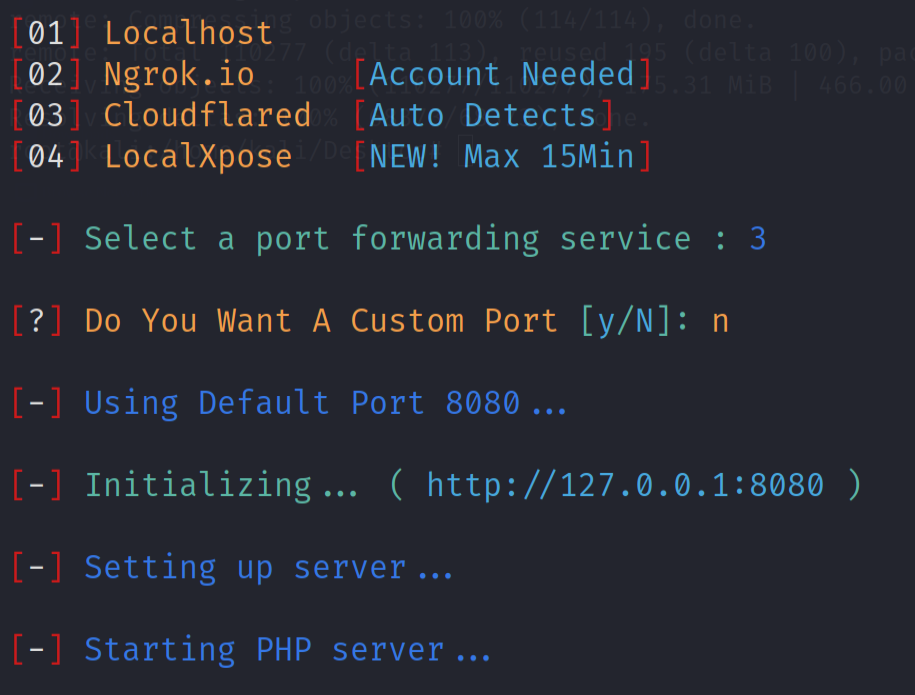 [01] Localhost
[02] Ngrok.io [Account Needed]
[03] Cloudflared [Auto Detects]
[04] LocalXpose [NEW! Max 15Min]
[-] Select a port forwarding service : 3
[?] Do You Want A Custom Port [y/N]: n
[-] Using Default Port 8080...
[-] Initializing... ( http://127.0.0.1:8080 )
[-] Setting up server...
[-] Starting PHP server...